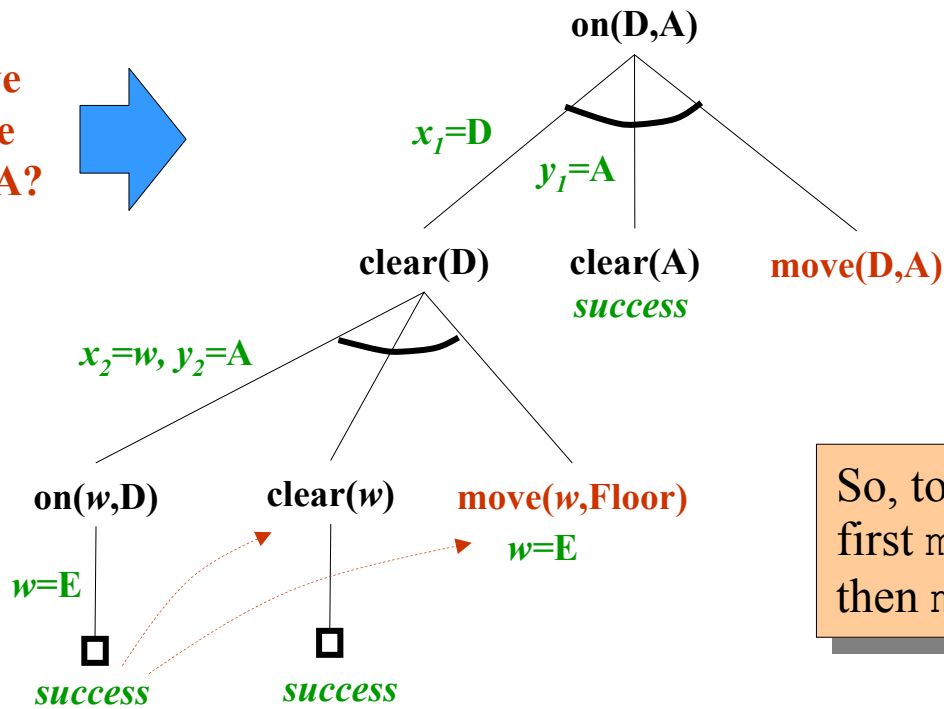 on(D,A)
ve
e
A?
x₁=D
y₁=A
clear(D)
clear(A)
move(D,A)
success
x₂=w, y₂=A
on(w,D)
clear(w)
move(w,Floor)
w=E
w=E
success
success
So, to
first m
then